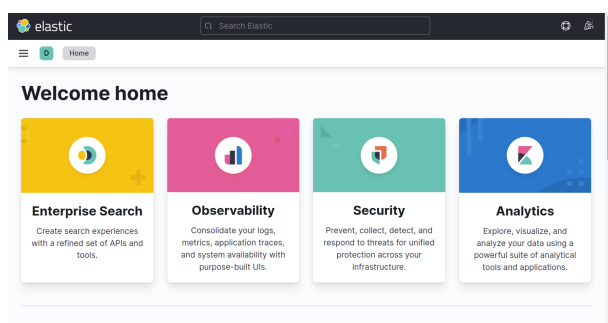 elastic
Search Elastic
D
Home
Welcome home
Enterprise Search
Create search experiences
with a refined set of APIs and
tools.
Observability
Consolidate your logs,
metrics, application traces,
and system availability with
purpose-built UIs.
Security
Prevent, collect, detect, and
respond to threats for unified
protection across your
infrastructure.
Analytics
Explore, visualize, and
analyze your data using a
powerful suite of analytical
tools and applications.